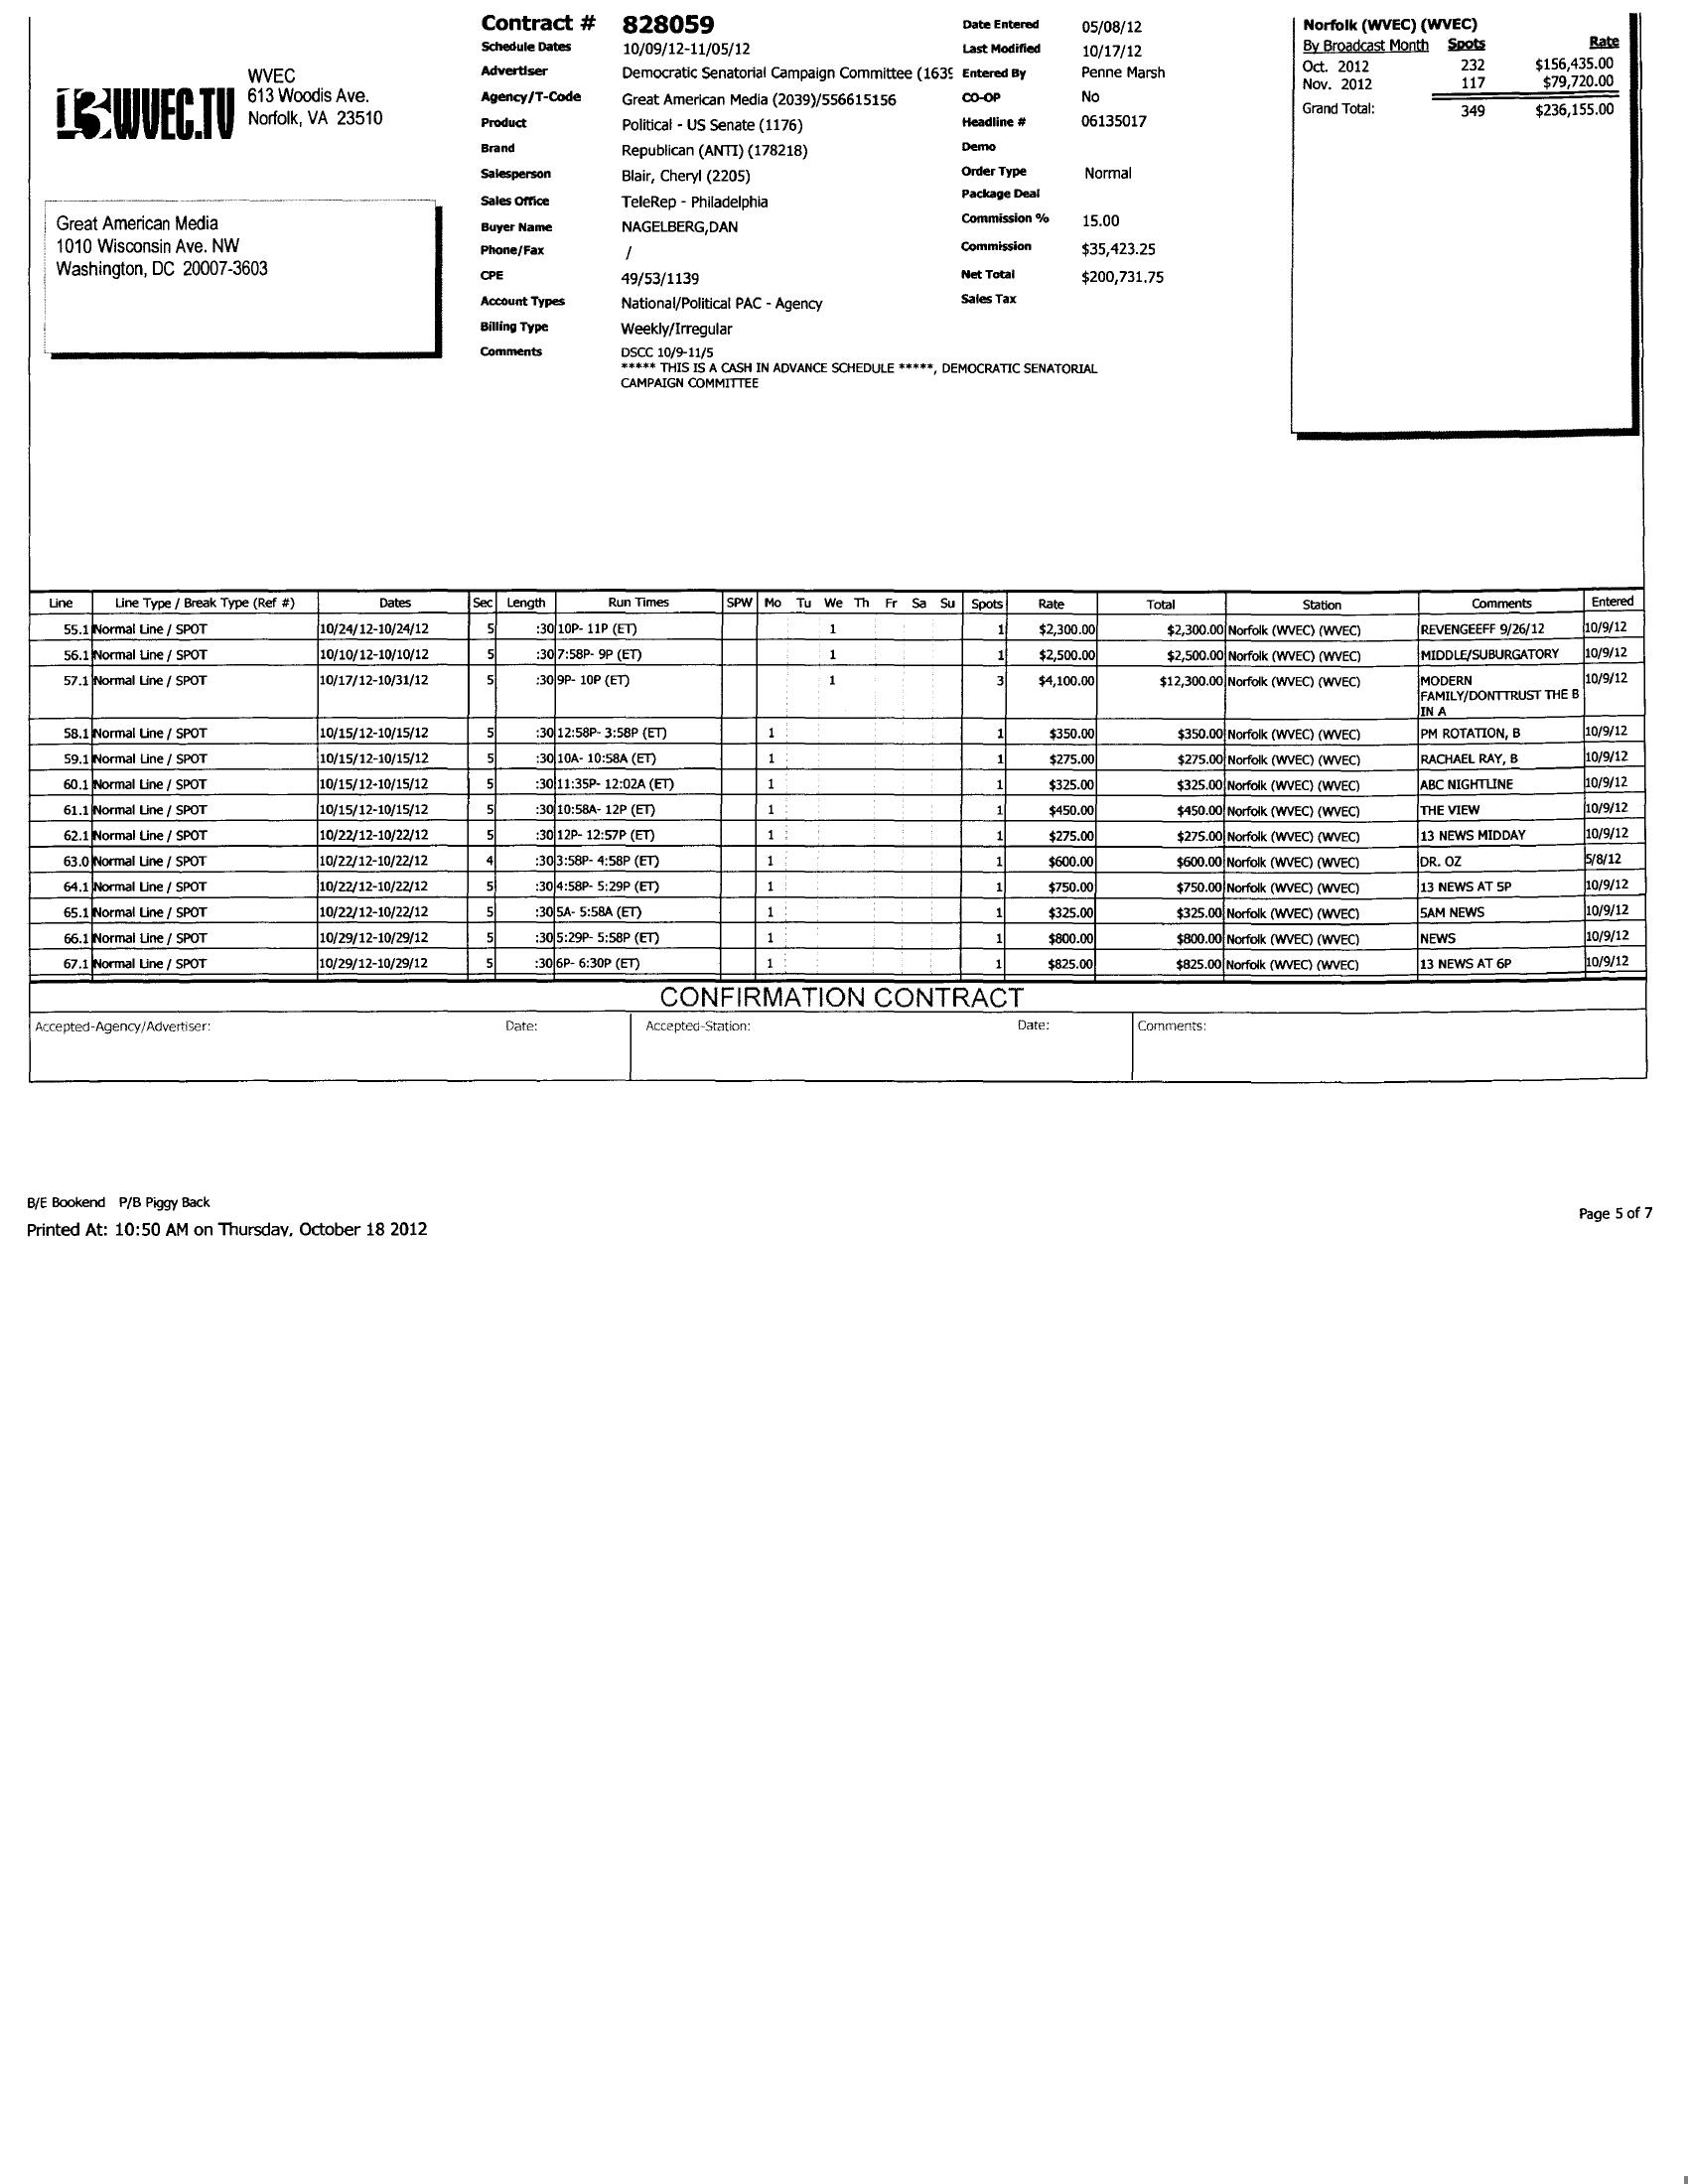 Contract # 828059
Schedule Dates 10/09/12-11/05/12
Advertiser Democratic Senatorial Campaign Committee (1639
Agency/T-Code Great American Media (2039)/556615156
Product Political - US Senate (1176)
Brand Republican (ANTI) (178218)
Salesperson Blair, Cheryl (2205)
Sales Office TeleRep - Philadelphia
Buyer Name NAGELBERG,DAN
Phone/Fax /
CPE 49/53/1139
Account Types National/Political PAC - Agency
Billing Type Weekly/Irregular
Comments DSCC 10/9-11/5
***** THIS IS A CASH IN ADVANCE SCHEDULE *****, DEMOCRATIC SENATORIAL
CAMPAIGN COMMITTEE
Date Entered 05/08/12
Last Modified 10/17/12
Entered By Penne Marsh
CO-OP No
Headline # 06135017
Demo
Order Type Normal
Package Deal
Commission % 15.00
Commission $35,423.25
Net Total $200,731.75
Sales Tax
Norfolk (WVEC) (WVEC)
By Broadcast Month Spots Rate
Oct. 2012 232 $156,435.00
Nov. 2012 117 $79,720.00
Grand Total: 349 $236,155.00
13WVEC.TV
WVEC
613 Woodis Ave.
Norfolk, VA 23510
Great American Media
1010 Wisconsin Ave. NW
Washington, DC 20007-3603
Line Line Type / Break Type (Ref #) Dates Sec Length Run Times SPW Mo Tu We Th Fr Sa Su Spots Rate Total Station Comments Entered
55.1 Normal Line / SPOT 10/24/12-10/24/12 5 :30 10P- 11P (ET) 1 1 $2,300.00 $2,300.00 Norfolk (WVEC) (WVEC) REVENGEEFF 9/26/12 10/9/12
56.1 Normal Line / SPOT 10/10/12-10/10/12 5 :30 7:58P- 9P (ET) 1 1 $2,500.00 $2,500.00 Norfolk (WVEC) (WVEC) MIDDLE/SUBURGATORY 10/9/12
57.1 Normal Line / SPOT 10/17/12-10/31/12 5 :30 9P- 10P (ET) 1 3 $4,100.00 $12,300.00 Norfolk (WVEC) (WVEC) MODERN 10/9/12
FAMILY/DONTTRUST THE B
IN A
58.1 Normal Line / SPOT 10/15/12-10/15/12 5 :30 12:58P- 3:58P (ET) 1 1 $350.00 $350.00 Norfolk (WVEC) (WVEC) PM ROTATION, B 10/9/12
59.1 Normal Line / SPOT 10/15/12-10/15/12 5 :30 10A- 10:58A (ET) 1 1 $275.00 $275.00 Norfolk (WVEC) (WVEC) RACHAEL RAY, B 10/9/12
60.1 Normal Line / SPOT 10/15/12-10/15/12 5 :30 11:35P- 12:02A (ET) 1 1 $325.00 $325.00 Norfolk (WVEC) (WVEC) ABC NIGHTLINE 10/9/12
61.1 Normal Line / SPOT 10/15/12-10/15/12 5 :30 10:58A- 12P (ET) 1 1 $450.00 $450.00 Norfolk (WVEC) (WVEC) THE VIEW 10/9/12
62.1 Normal Line / SPOT 10/22/12-10/22/12 5 :30 12P- 12:57P (ET) 1 1 $275.00 $275.00 Norfolk (WVEC) (WVEC) 13 NEWS MIDDAY 10/9/12
63.0 Normal Line / SPOT 10/22/12-10/22/12 4 :30 3:58P- 4:58P (ET) 1 1 $600.00 $600.00 Norfolk (WVEC) (WVEC) DR. OZ 5/8/12
64.1 Normal Line / SPOT 10/22/12-10/22/12 5 :30 4:58P- 5:29P (ET) 1 1 $750.00 $750.00 Norfolk (WVEC) (WVEC) 13 NEWS AT 5P 10/9/12
65.1 Normal Line / SPOT 10/22/12-10/22/12 5 :30 5A- 5:58A (ET) 1 1 $325.00 $325.00 Norfolk (WVEC) (WVEC) 5AM NEWS 10/9/12
66.1 Normal Line / SPOT 10/29/12-10/29/12 5 :30 5:29P- 5:58P (ET) 1 1 $800.00 $800.00 Norfolk (WVEC) (WVEC) NEWS 10/9/12
67.1 Normal Line / SPOT 10/29/12-10/29/12 5 :30 6P- 6:30P (ET) 1 1 $825.00 $825.00 Norfolk (WVEC) (WVEC) 13 NEWS AT 6P 10/9/12
CONFIRMATION CONTRACT
Accepted-Agency/Advertiser: Date: Accepted-Station: Date: Comments:
B/E Bookend P/B Piggy Back
Printed At: 10:50 AM on Thursday, October 18 2012
Page 5 of 7